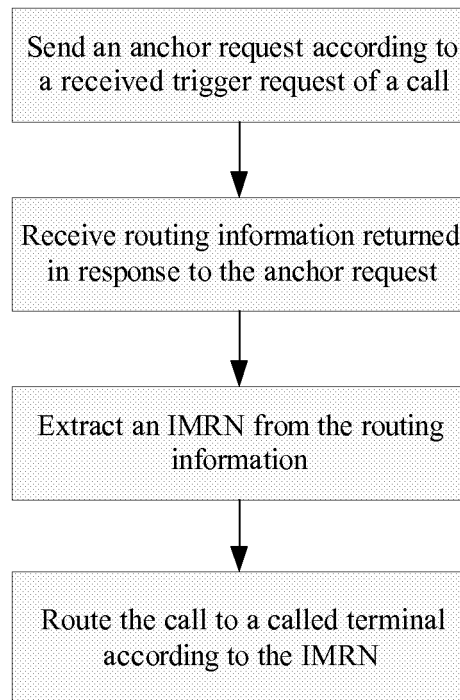 Send an anchor request according to
a received trigger request of a call
Receive routing information returned
in response to the anchor request
Extract an IMRN from the routing
information
Route the call to a called terminal
according to the IMRN